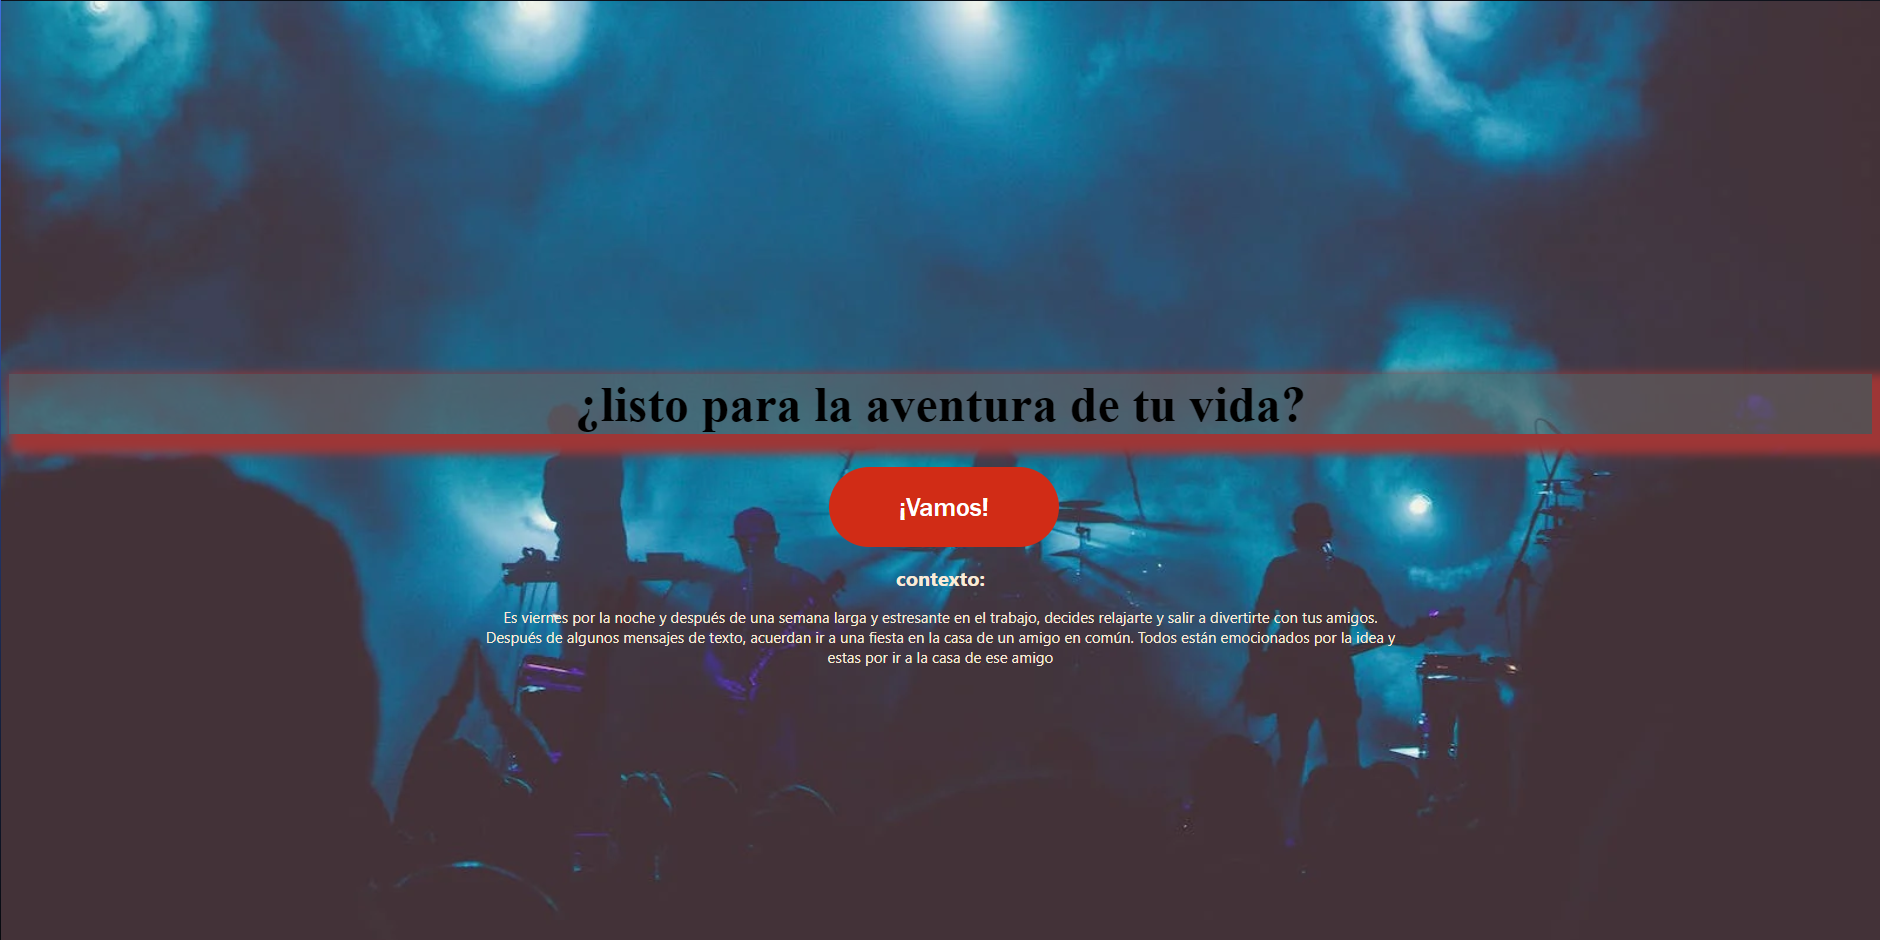 ¿listo para la aventura de tu vida?
¡Vamos!
contexto:
Es viernes por la noche y después de una semana larga y estresante en el trabajo, decides relajarte y salir a divertirte con tus amigos.
Después de algunos mensajes de texto, acuerdan ir a una fiesta en la casa de un amigo en común. Todos están emocionados por la idea y
estas por ir a la casa de ese amigo